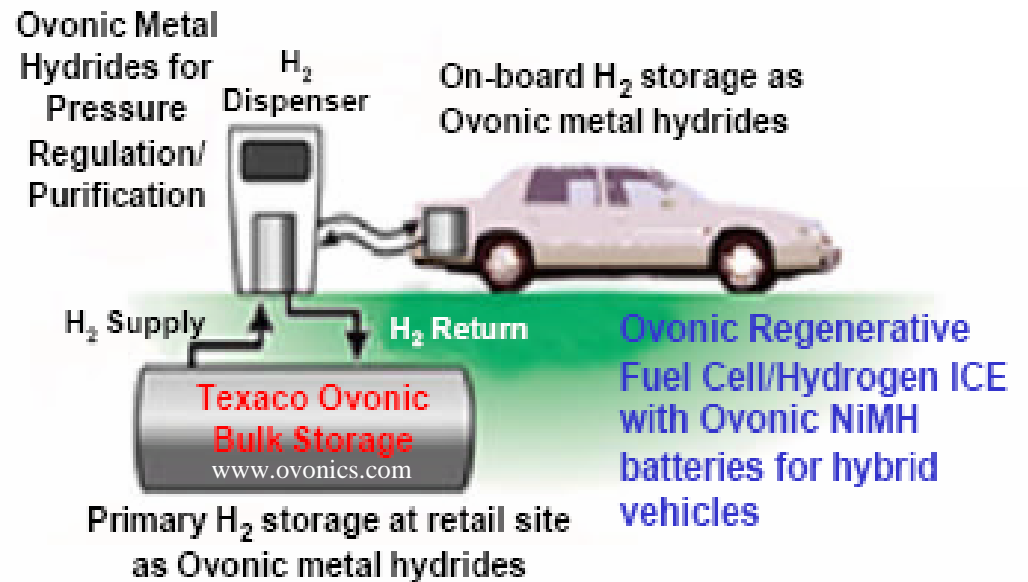 Ovonic Metal
Hydrides for
Pressure
Regulation/
Purification
H₂
Dispenser
On-board H₂ storage as
Ovonic metal hydrides
H₂ Supply
H₂ Return
Texaco Ovonic
Bulk Storage
www.ovonics.com
Primary H₂ storage at retail site
as Ovonic metal hydrides
Ovonic Regenerative
Fuel Cell/Hydrogen ICE
with Ovonic NiMH
batteries for hybrid
vehicles